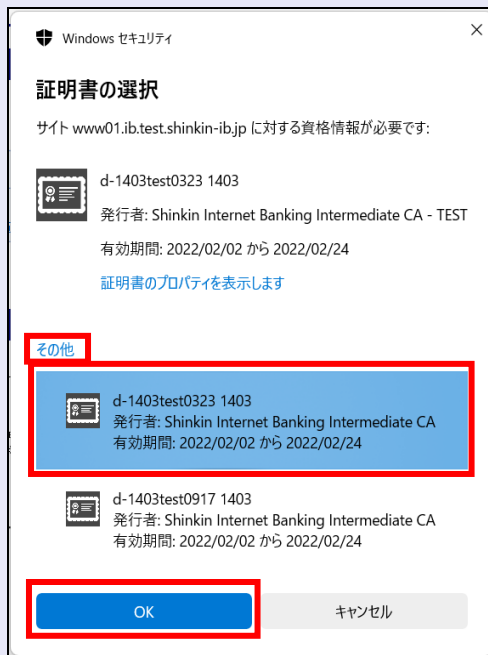 Windows セキュリティ
証明書の選択
サイト www01.ib.test.shinkin-ib.jp に対する資格情報が必要です:
d-1403test0323 1403
発行者: Shinkin Internet Banking Intermediate CA - TEST
有効期間: 2022/02/02 から 2022/02/24
証明書のプロパティを表示します
その他
d-1403test0323 1403
発行者: Shinkin Internet Banking Intermediate CA
有効期間: 2022/02/02 から 2022/02/24
d-1403test0917 1403
発行者: Shinkin Internet Banking Intermediate CA
有効期間: 2022/02/02 から 2022/02/24
OK
キャンセル